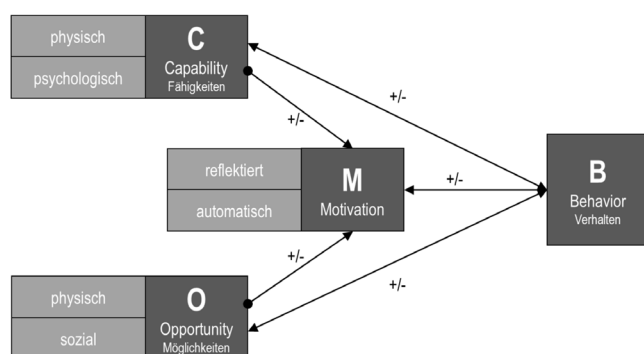 physisch
psychologisch
C
Capability
Fähigkeiten
+/-
+/-
reflektiert
automatisch
M
Motivation
+/-
B
Behavior
Verhalten
+/-
+/-
physisch
sozial
O
Opportunity
Möglichkeiten